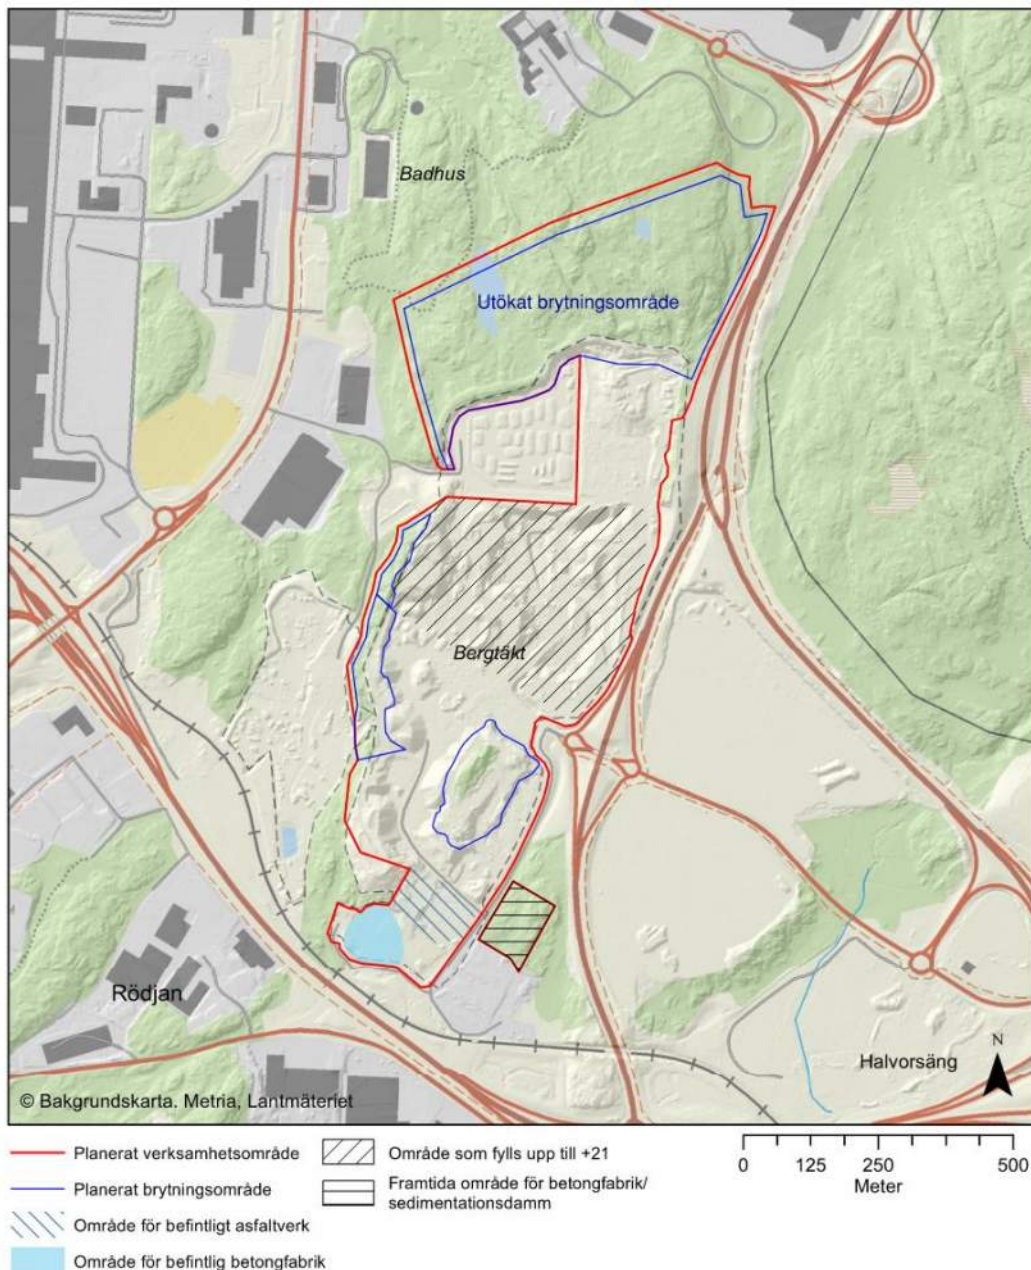 Badhus
Utökat brytningsområde
Bergtäkt
Rödjan
Halvorsäng
N
© Bakgrundskarta. Metria, Lantmäteriet
Planerat verksamhetsområde
Planerat brytningsområde
Område för befintligt asfaltverk
Område för befintlig betongfabrik
Område som fylls upp till +21
Framtida område för betongfabrik/
sedimentationsdamm
0 125 250 500
Meter